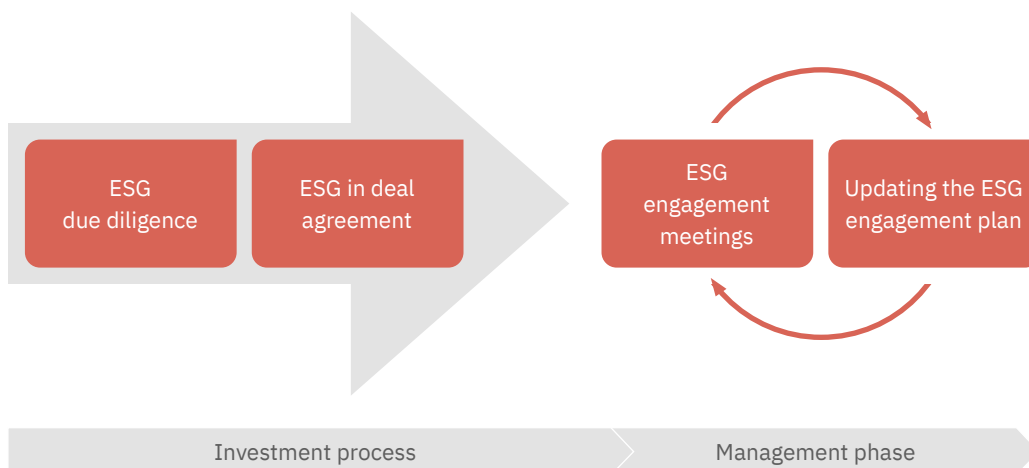 ESG
due diligence
ESG in deal
agreement
ESG
engagement
meetings
Updating the ESG
engagement plan
Investment process
Management phase